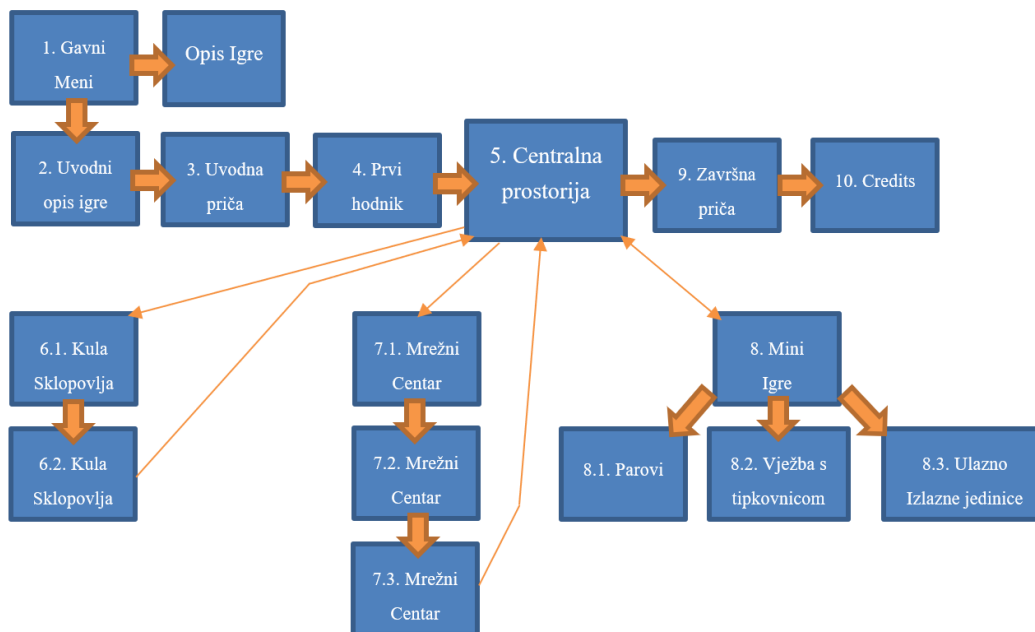 1. Gavni
Meni
Opis Igre
2. Uvodni
opis igre
3. Uvodna
priča
4. Prvi
hodnik
5. Centralna
prostorija
9. Završna
priča
10. Credits
6.1. Kula
Sklopovlja
7.1. Mrežni
Centar
8. Mini
Igre
6.2. Kula
Sklopovlja
7.2. Mrežni
Centar
8.1. Parovi
8.2. Vježba s
tipkovnicom
8.3. Ulazno
Izlazne jedinice
7.3. Mrežni
Centar